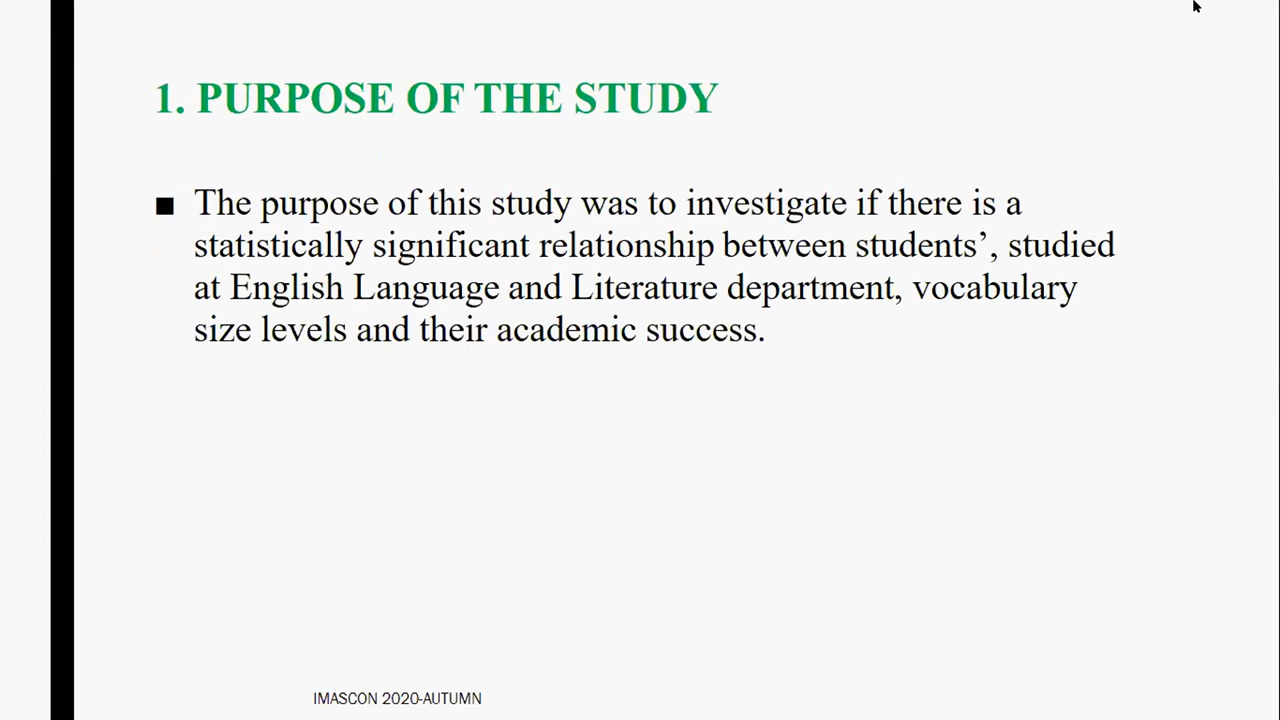 1. PURPOSE OF THE STUDY
■ The purpose of this study was to investigate if there is a
statistically significant relationship between students’, studied
at English Language and Literature department, vocabulary
size levels and their academic success.
IMASCON 2020-AUTUMN